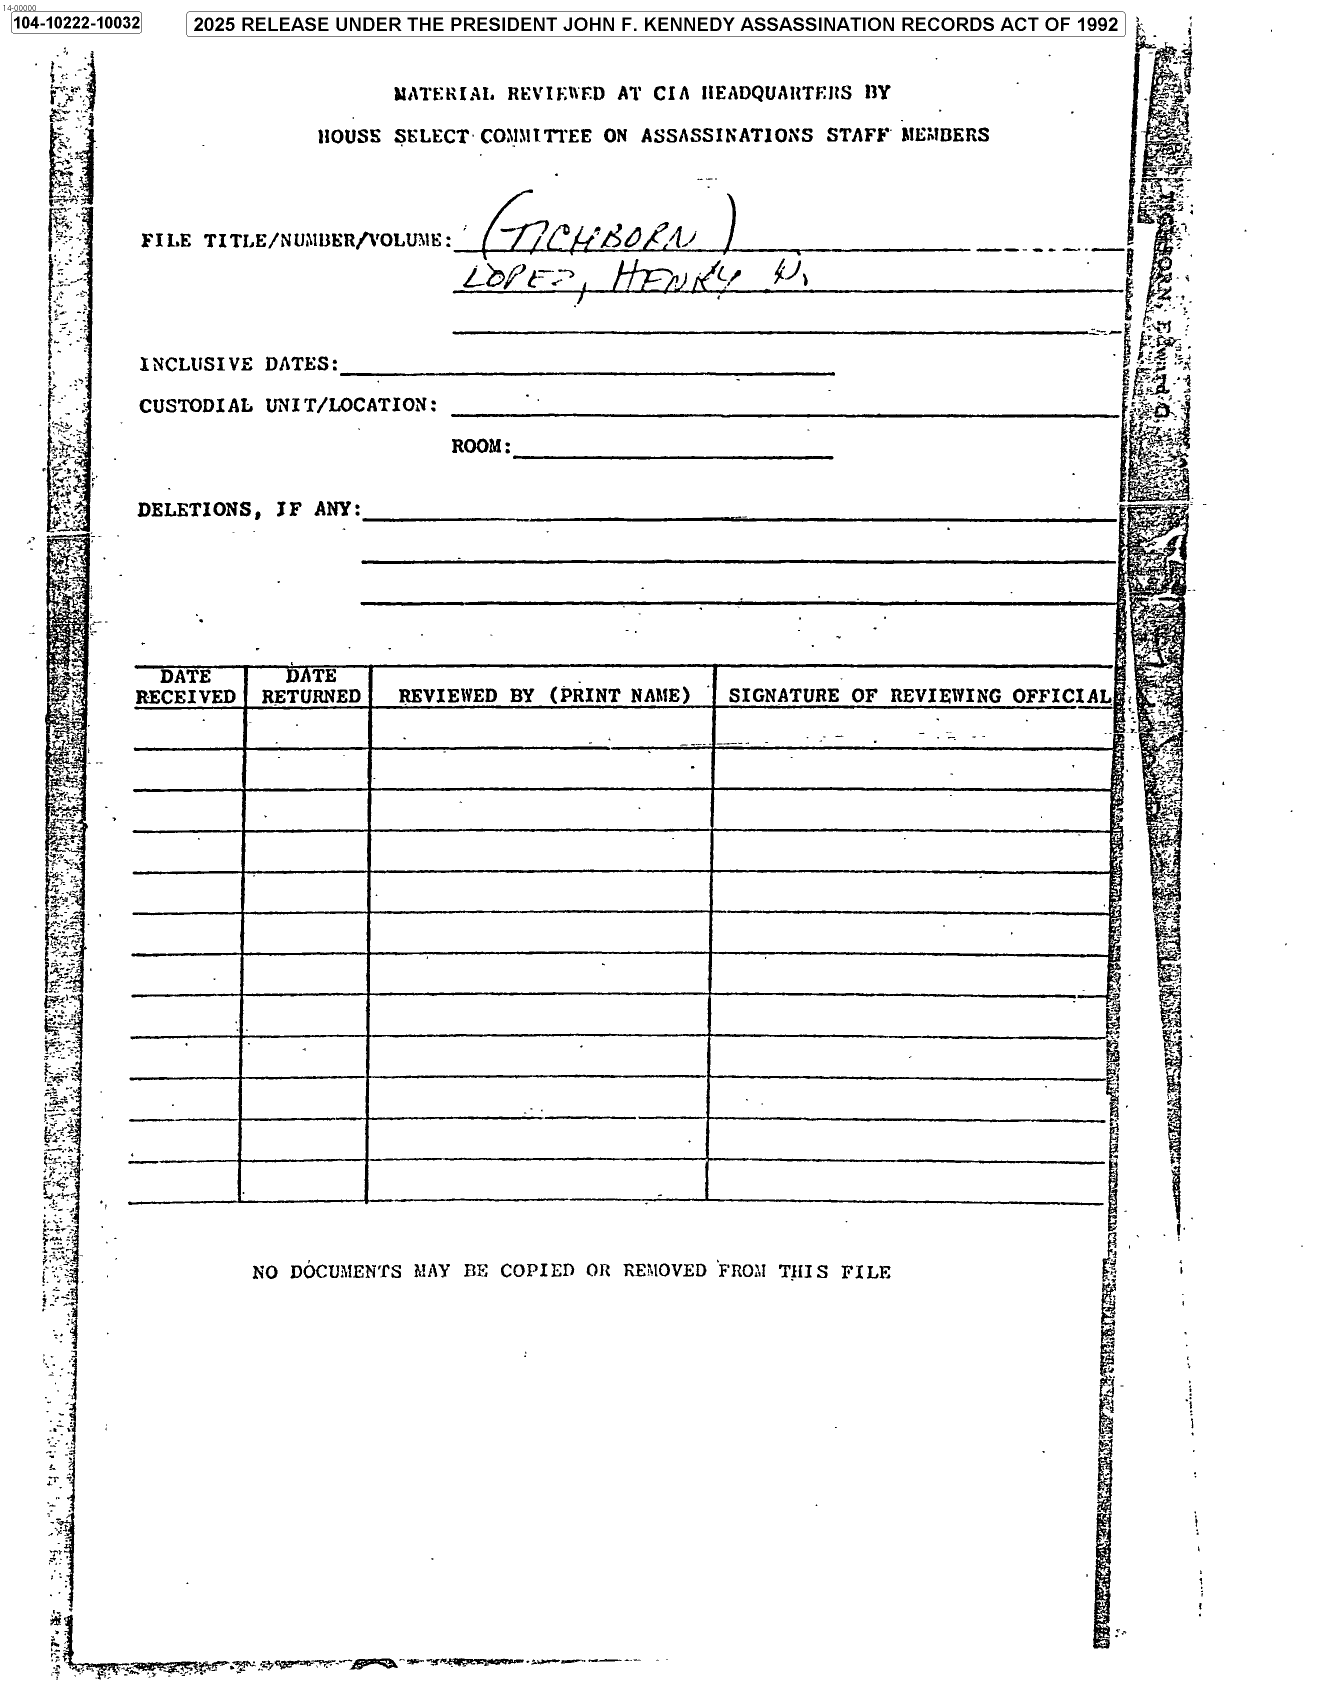 14-00000
104-10222-10032
2025 RELEASE UNDER THE PRESIDENT JOHN F. KENNEDY ASSASSINATION RECORDS ACT OF 1992
MATERIAL REVIEWED AT CIA HEADQUARTERS BY
HOUSE SELECT COMMITTEE ON ASSASSINATIONS STAFF MEMBERS
FILE TITLE/NUMBER/VOLUME: (TICHBORN)
LOPEZ, HENRY W.
INCLUSIVE DATES:
CUSTODIAL UNIT/LOCATION:
ROOM:
DELETIONS, IF ANY:
DATE RECEIVED
DATE RETURNED
REVIEWED BY (PRINT NAME)
SIGNATURE OF REVIEWING OFFICIAL
NO DOCUMENTS MAY BE COPIED OR REMOVED FROM THIS FILE